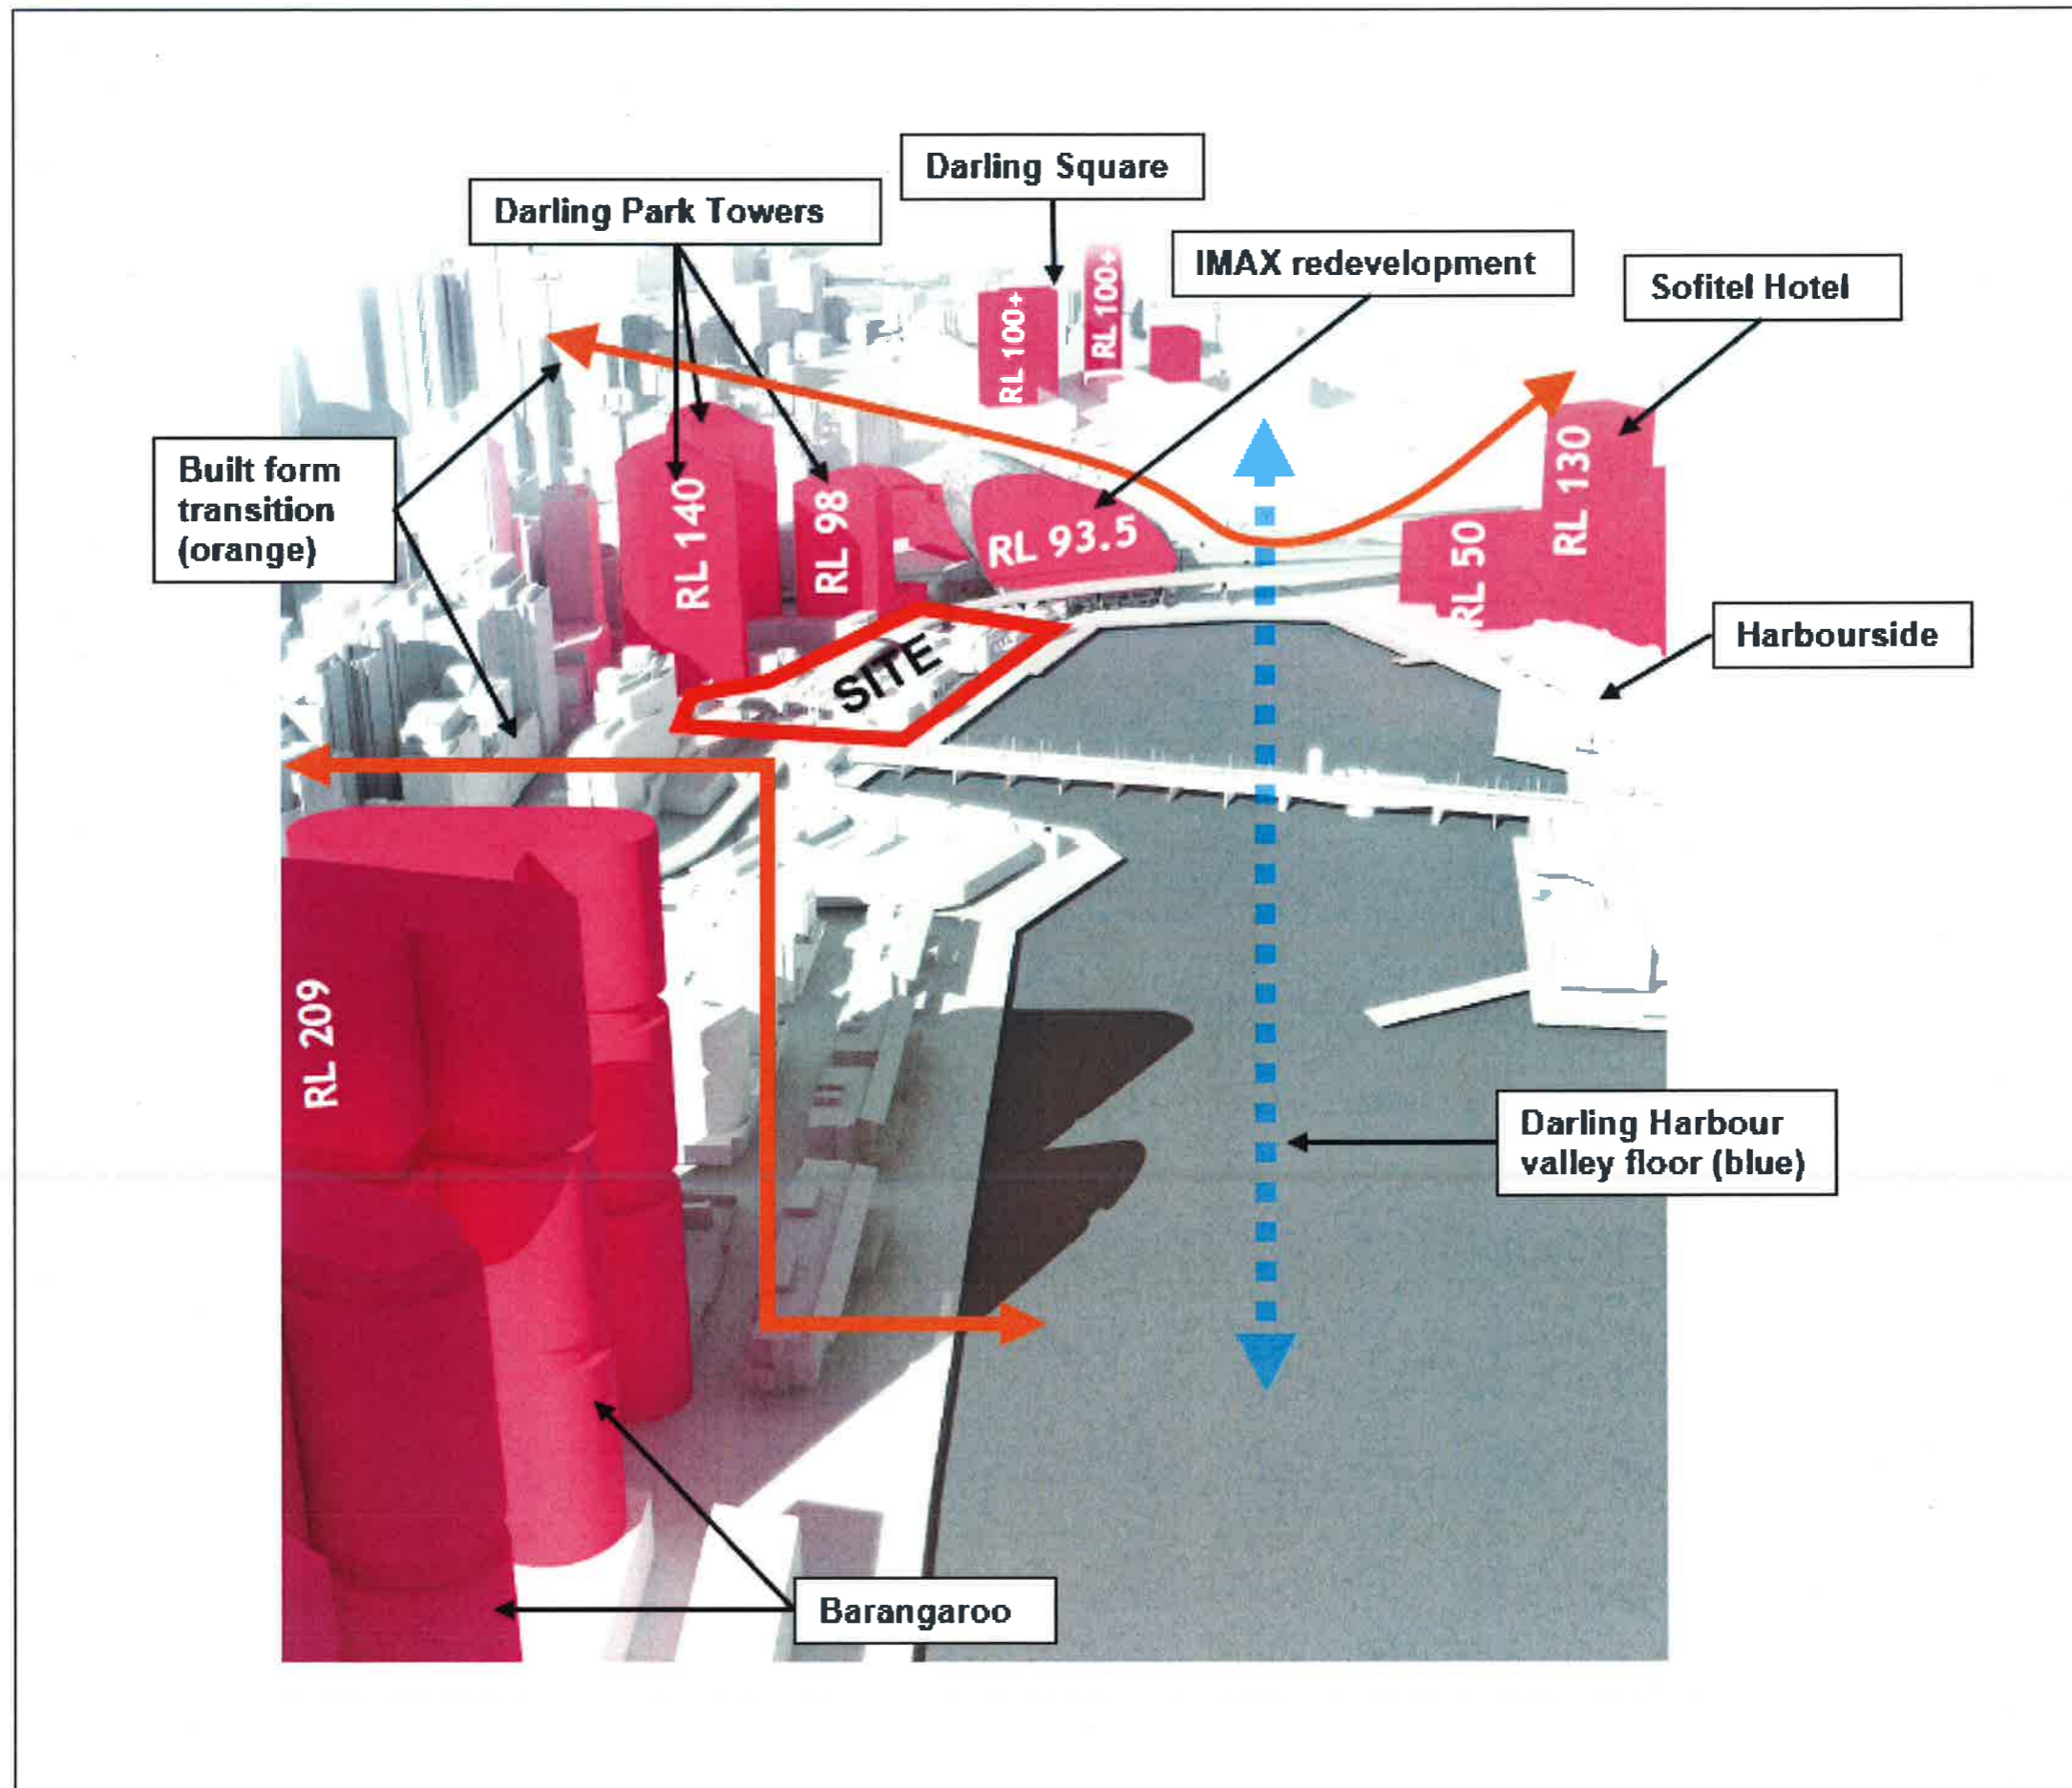 Darling Square
Darling Park Towers
IMAX redevelopment
Sofitel Hotel
RL 100+
RL 100+
Built form
transition
(orange)
RL 140
RL 98
RL 93.5
RL 50
RL 130
SITE
Harbourside
RL 209
Darling Harbour
valley floor (blue)
Barangaroo